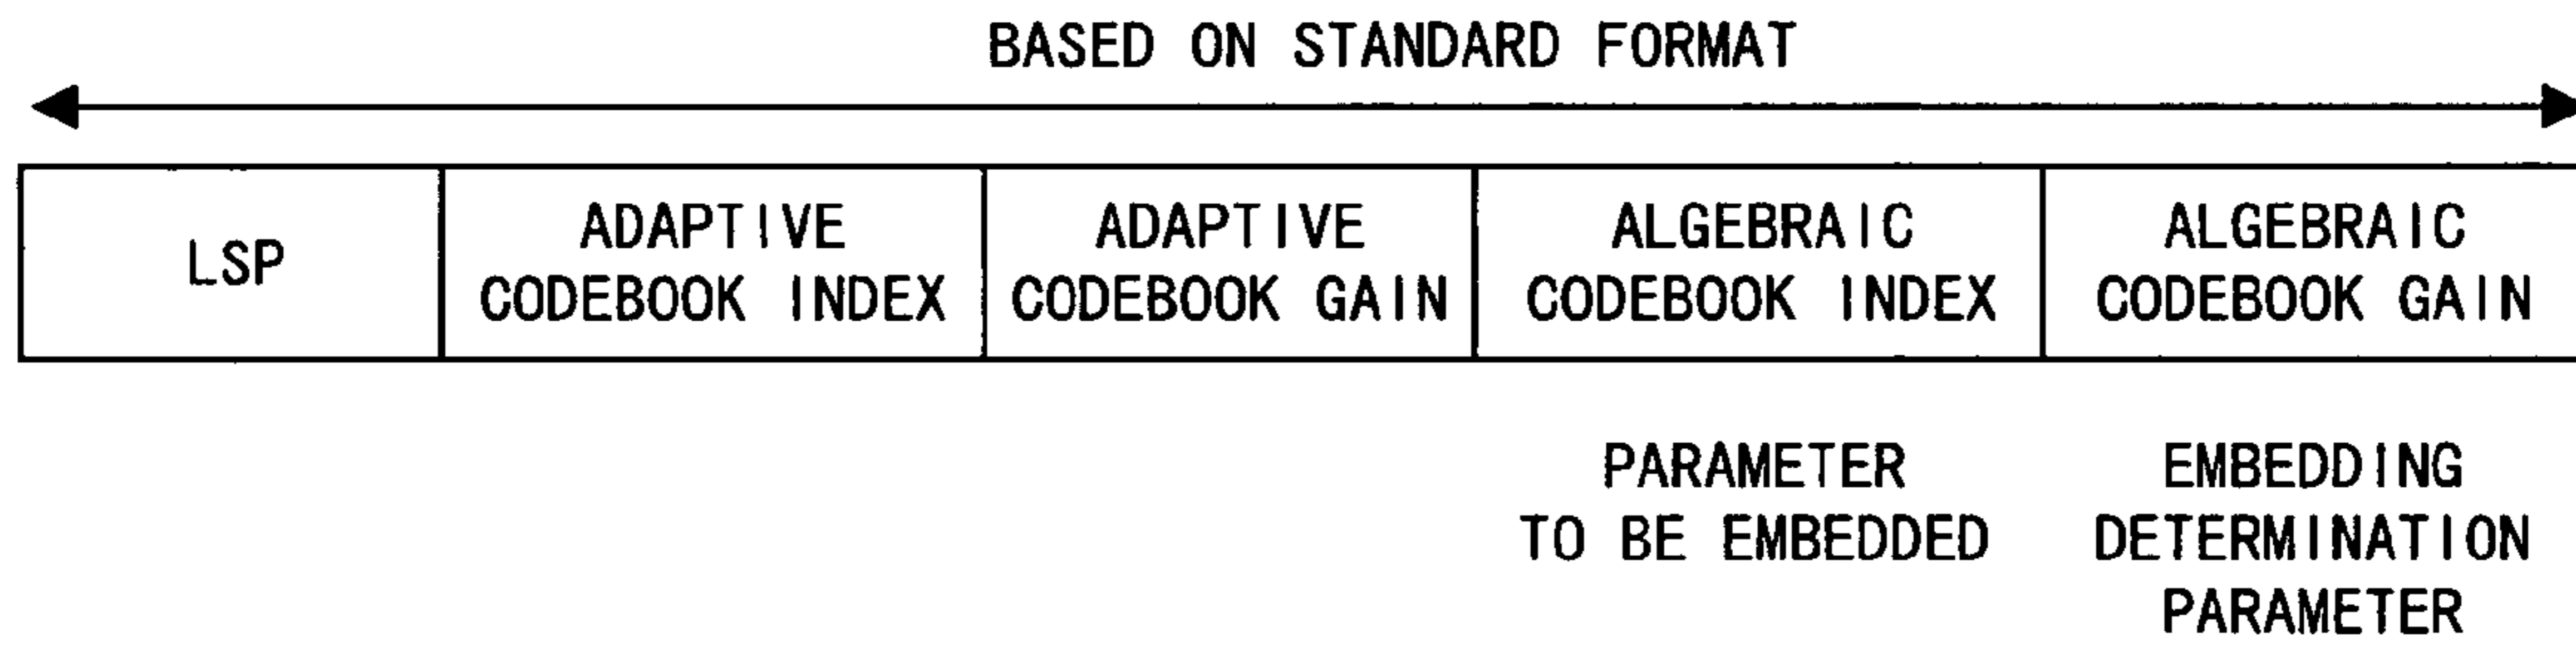 BASED ON STANDARD FORMAT
LSP
ADAPTIVE
CODEBOOK INDEX
ADAPTIVE
CODEBOOK GAIN
ALGEBRAIC
CODEBOOK INDEX
ALGEBRAIC
CODEBOOK GAIN
PARAMETER
TO BE EMBEDDED
EMBEDDING
DETERMINATION
PARAMETER